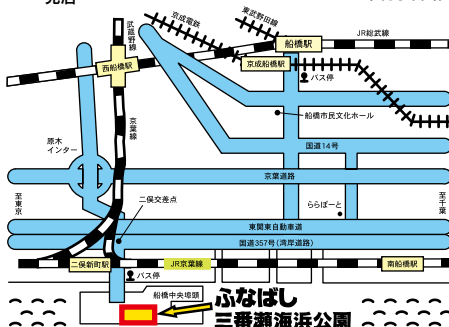 京成電鉄
東武野田線
武蔵野線
船橋駅
JR総武線
西船橋駅
京成船橋駅
バス停
船橋市民文化ホール
京葉線
原木
インター
国道14号
京葉道路
至東京
至千葉
二俣交差点
ららぽーと
東関東自動車道
国道357号(湾岸道路)
二俣新町駅
JR京葉線
南船橋駅
バス停
船橋中央埠頭
ふなばし
三番瀬海浜公園